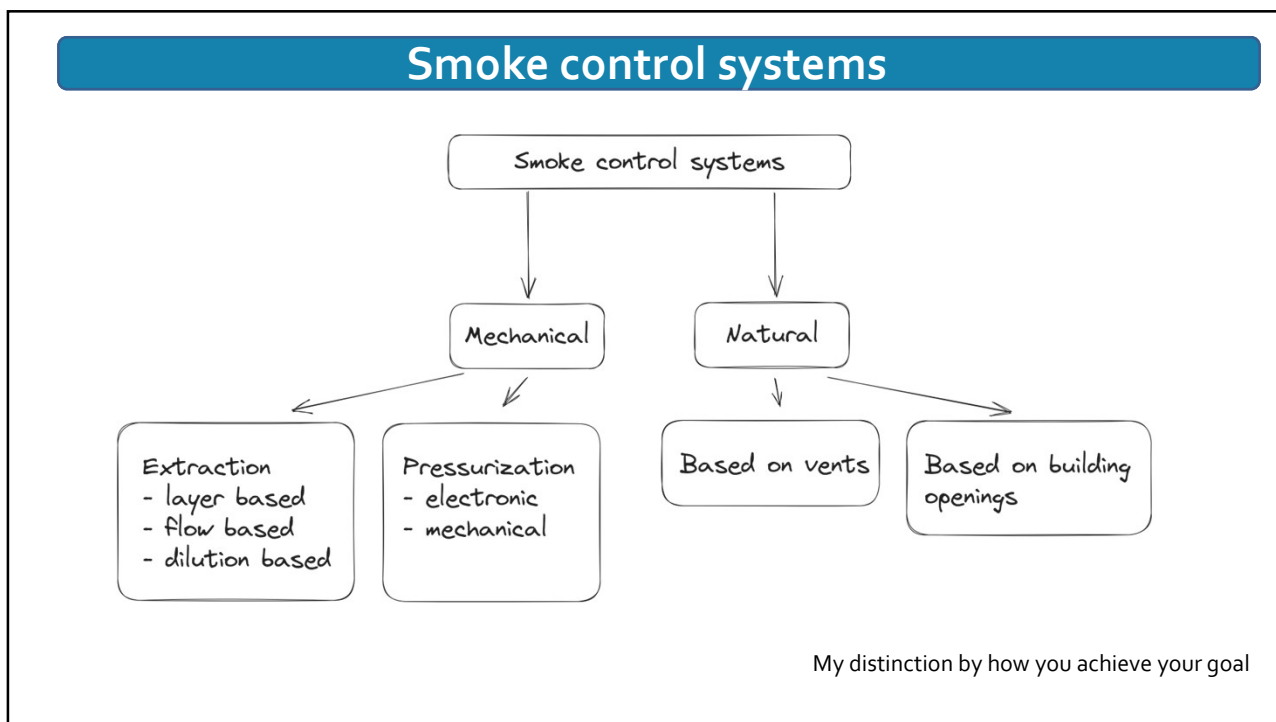 Smoke control systems
Smoke control systems
Mechanical
Natural
Extraction
- layer based
- flow based
- dilution based
Pressurization
- electronic
- mechanical
Based on vents
Based on building
openings
My distinction by how you achieve your goal